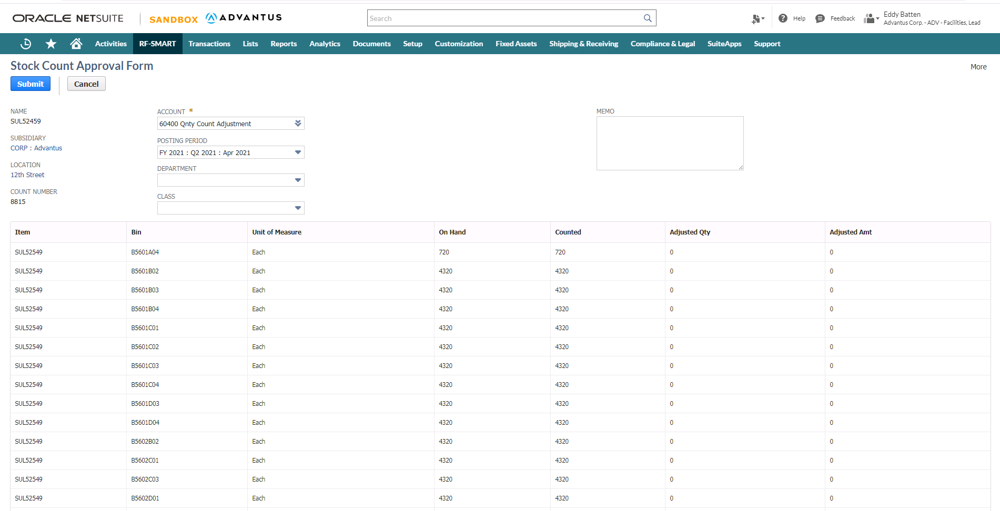 ORACLE NETSUITE SANDBOX ADVANTUS
Search
Help
Feedback
Eddy Batten
Advantus Corp. - ADV - Facilities, Lead
Activities RF-SMART Transactions Lists Reports Analytics Documents Setup Customization Fixed Assets Shipping & Receiving Compliance & Legal SuiteApps Support
Stock Count Approval Form
More
Submit Cancel
NAME
SUL52459
SUBSIDIARY
CORP : Advantus
LOCATION
12th Street
COUNT NUMBER
8815
ACCOUNT *
60400 Qnty Count Adjustment
POSTING PERIOD
FY 2021 : Q2 2021 : Apr 2021
DEPARTMENT
CLASS
MEMO
Item Bin Unit of Measure On Hand Counted Adjusted Qty Adjusted Amt
SUL52549 B5601A04 Each 720 720 0 0
SUL52549 B5601B02 Each 4320 4320 0 0
SUL52549 B5601B03 Each 4320 4320 0 0
SUL52549 B5601B04 Each 4320 4320 0 0
SUL52549 B5601C01 Each 4320 4320 0 0
SUL52549 B5601C02 Each 4320 4320 0 0
SUL52549 B5601C03 Each 4320 4320 0 0
SUL52549 B5601C04 Each 4320 4320 0 0
SUL52549 B5601D03 Each 4320 4320 0 0
SUL52549 B5601D04 Each 4320 4320 0 0
SUL52549 B5602B02 Each 4320 4320 0 0
SUL52549 B5602C01 Each 4320 4320 0 0
SUL52549 B5602C03 Each 4320 4320 0 0
SUL52549 B5602D01 Each 4320 4320 0 0